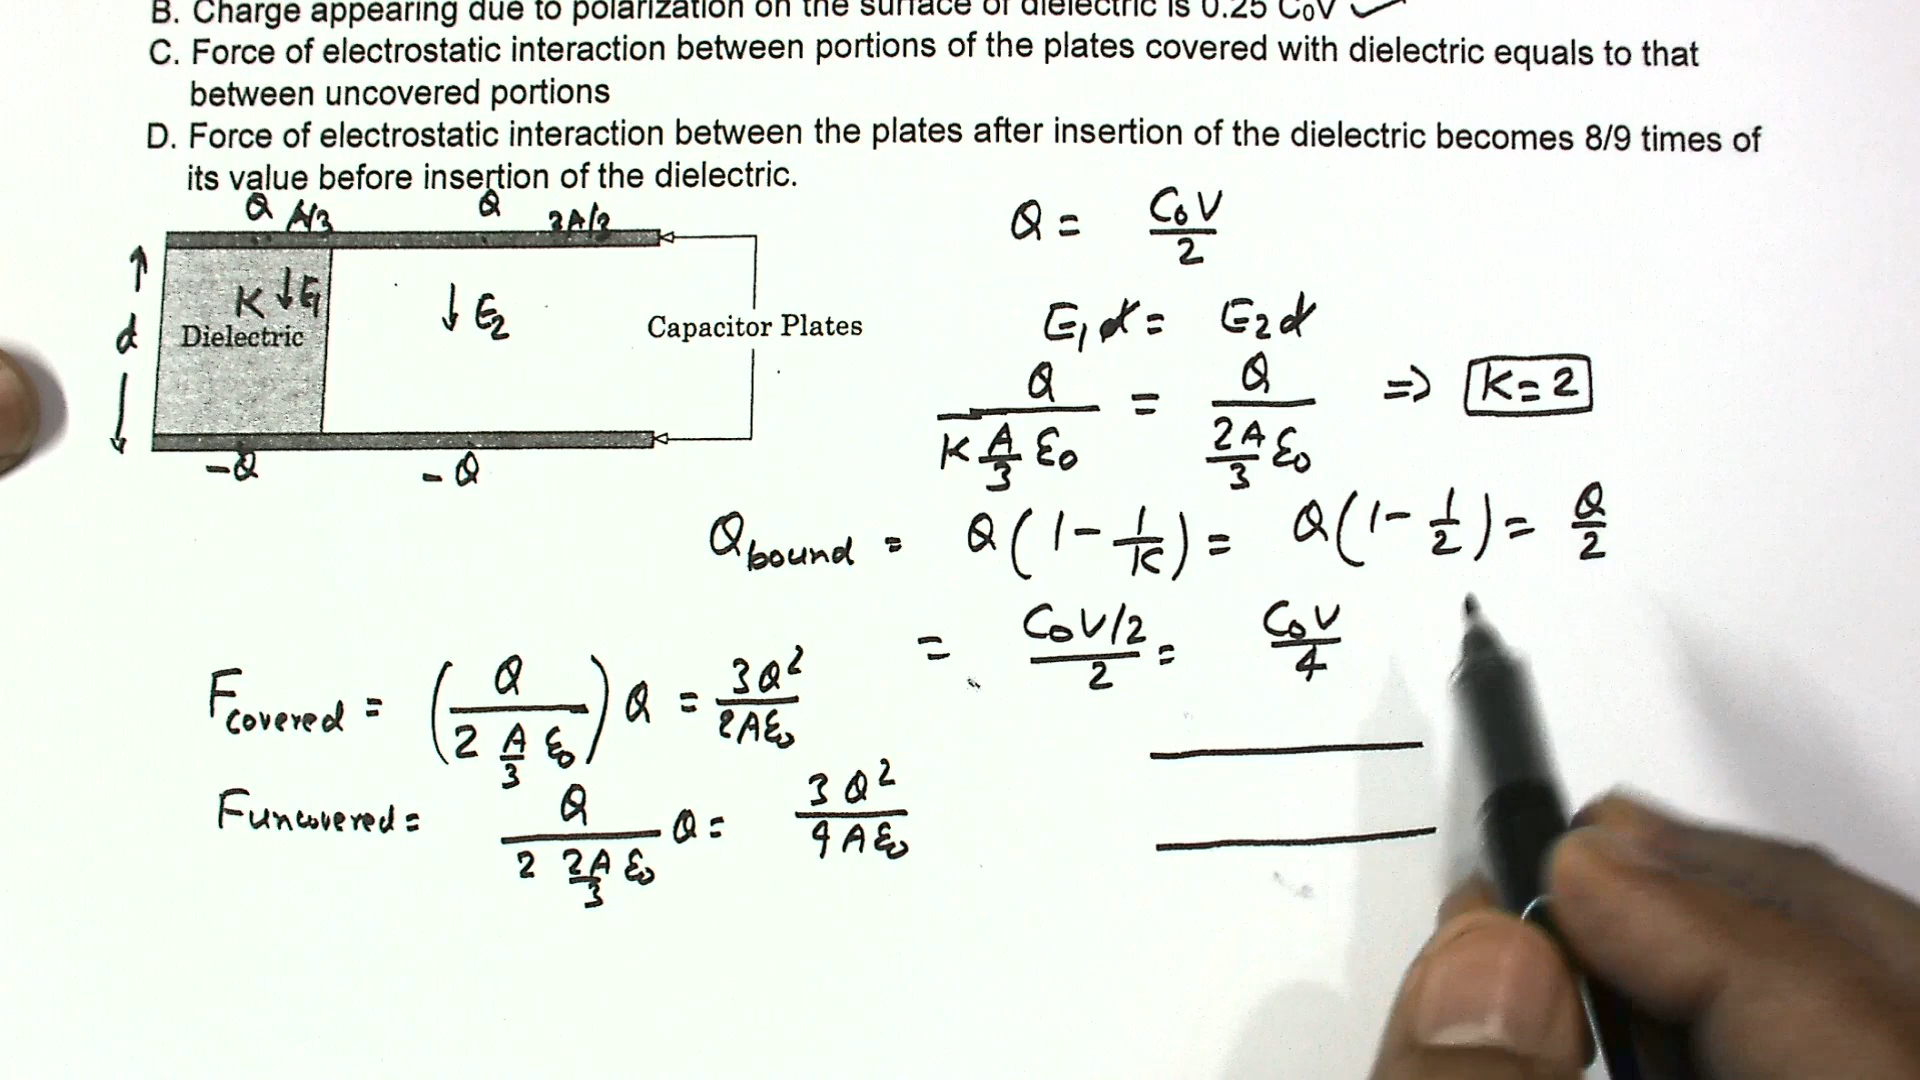 B. Charge appearing due to polarization on the surface of dielectric is 0.25 C₀V ✓
C. Force of electrostatic interaction between portions of the plates covered with dielectric equals to that
between uncovered portions
D. Force of electrostatic interaction between the plates after insertion of the dielectric becomes 8/9 times of
its value before insertion of the dielectric.
Q A/3 Q 2A/3
K ↓E₁ ↓E₂
d Dielectric Capacitor Plates
-Q -Q
Q = C₀V/2
E₁d = E₂d
Q/(K A/3 ε₀) = Q/(2A/3 ε₀) ⇒ K=2
Qbound = Q(1 - 1/K) = Q(1 - 1/2) = Q/2
= (C₀V/2)/2 = C₀V/4
Fcovered = (Q/(2 A/3 ε₀)) Q = 3Q²/2Aε₀
Funcovered = Q/(2 2A/3 ε₀) Q = 3Q²/4Aε₀